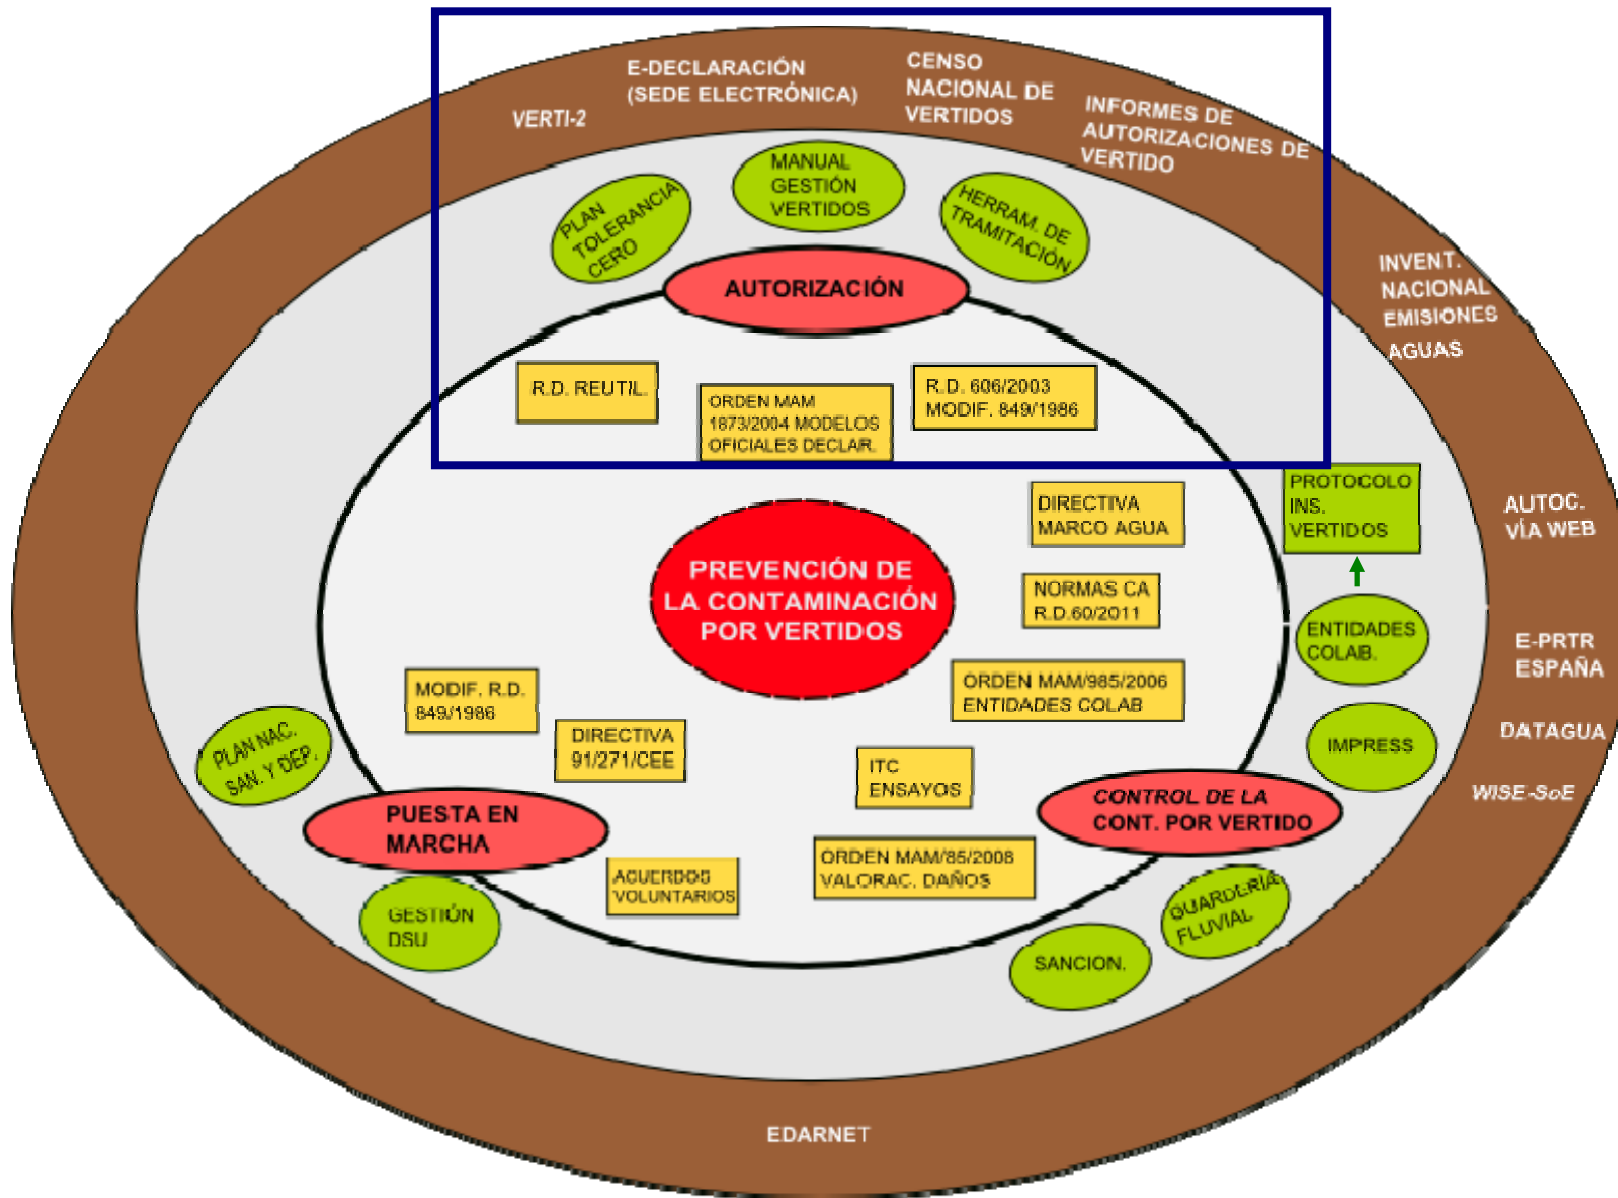 E-DECLARACIÓN
(SEDE ELECTRÓNICA)
CENSO
NACIONAL DE
VERTIDOS
INFORMES DE
AUTORIZACIONES DE
VERTIDO
VERTI-2
PLAN
TOLERANCIA
CERO
MANUAL
GESTIÓN
VERTIDOS
HERRAM. DE
TRAMITACIÓN
AUTORIZACIÓN
INVENT.
NACIONAL
EMISIONES
AGUAS
R.D. REUTIL.
ORDEN MAM
1873/2004 MODELOS
OFICIALES DECLAR.
R.D. 606/2003
MODIF. 849/1986
DIRECTIVA
MARCO AGUA
PROTOCOLO
INS.
VERTIDOS
AUTOC.
VÍA WEB
PREVENCIÓN DE
LA CONTAMINACIÓN
POR VERTIDOS
NORMAS CA
R.D.60/2011
ENTIDADES
COLAB.
E-PRTR
ESPAÑA
MODIF. R.D.
849/1986
ORDEN MAM/985/2006
ENTIDADES COLAB
PLAN NAC.
SAN. Y DEP.
DIRECTIVA
91/271/CEE
ITC
ENSAYOS
IMPRESS
DATAGUA
WISE-SoE
PUESTA EN
MARCHA
CONTROL DE LA
CONT. POR VERTIDO
ACUERDOS
VOLUNTARIOS
ORDEN MAM/85/2008
VALORAC. DAÑOS
GESTIÓN
DSU
GUARDERÍA
FLUVIAL
SANCION.
EDARNET